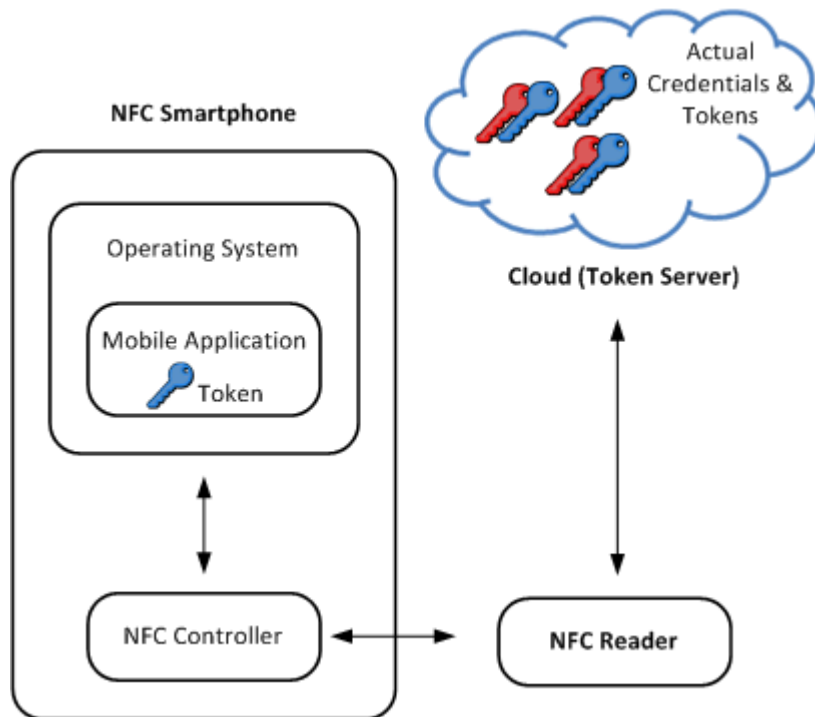 Actual
Credentials &
Tokens
NFC Smartphone
Operating System
Cloud (Token Server)
Mobile Application
Token
NFC Controller
NFC Reader